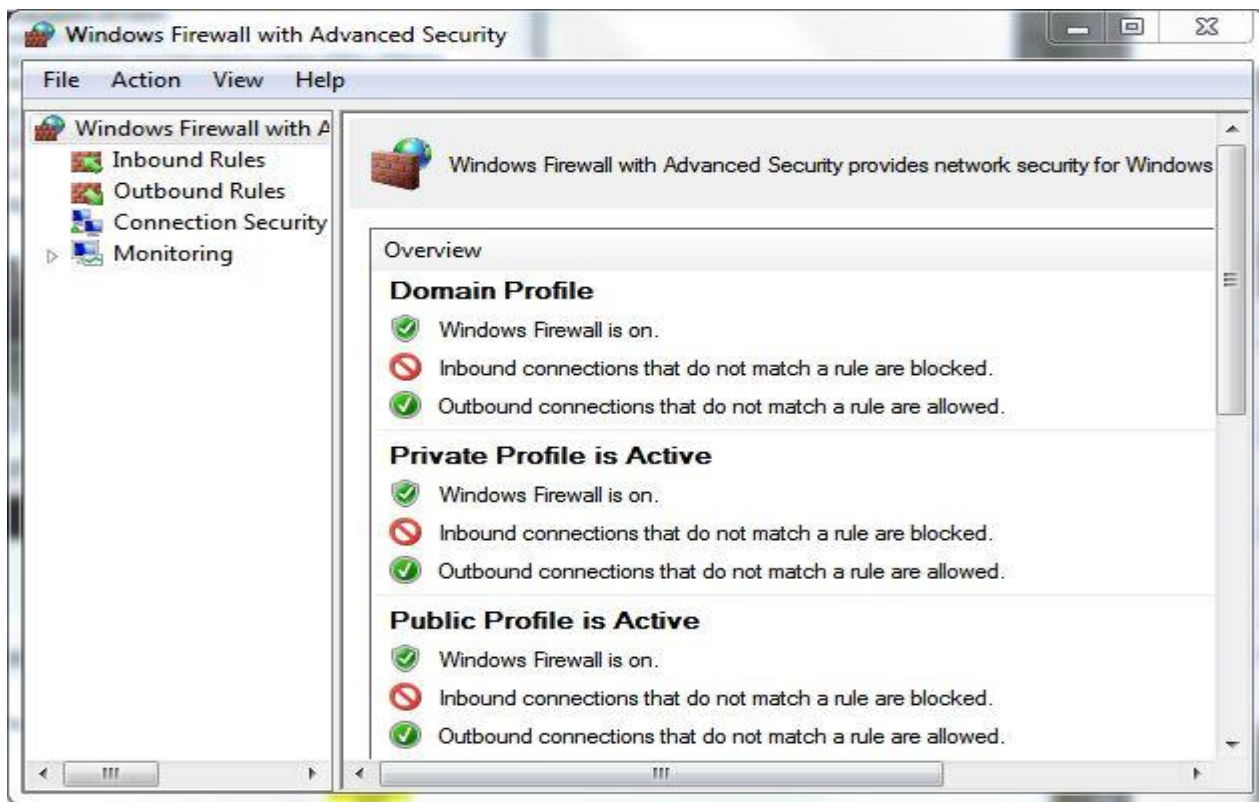 Windows Firewall with Advanced Security
File Action View Help
Windows Firewall with A
Inbound Rules
Outbound Rules
Connection Security
Monitoring
Windows Firewall with Advanced Security provides network security for Windows
Overview
Domain Profile
Windows Firewall is on.
Inbound connections that do not match a rule are blocked.
Outbound connections that do not match a rule are allowed.
Private Profile is Active
Windows Firewall is on.
Inbound connections that do not match a rule are blocked.
Outbound connections that do not match a rule are allowed.
Public Profile is Active
Windows Firewall is on.
Inbound connections that do not match a rule are blocked.
Outbound connections that do not match a rule are allowed.